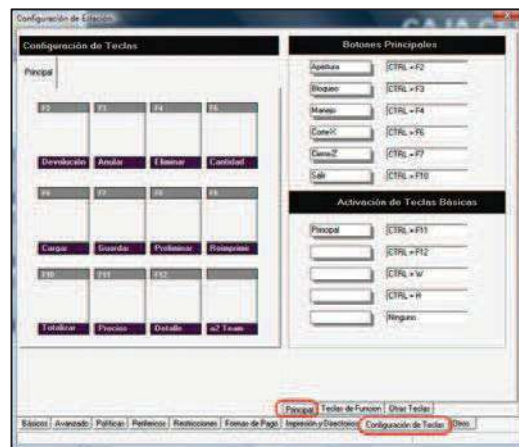 Configuración de Estación
Configuración de Teclas
Principal
F2 F3 F4 F5
Devolución Anular Eliminar Cantidad
F6 F7 F8 F9
Cargar Guardar Preliminar Reimprimir
F10 F11 F12
Totalizar Precios Detalle a2 Team
Botones Principales
Apertura CTRL + F2
Bloqueo CTRL + F3
Manejo CTRL + F4
Corte X CTRL + F6
Cierre Z CTRL + F7
Salir CTRL + F10
Activación de Teclas Básicas
Principal CTRL + F11
CTRL + F12
CTRL + W
CTRL + R
Ninguno
Principal Teclas de Función Otras Teclas
Básicos Avanzado Políticas Periféricos Restricciones Formas de Pago Impresión y Directorios Configuración de Teclas Otros